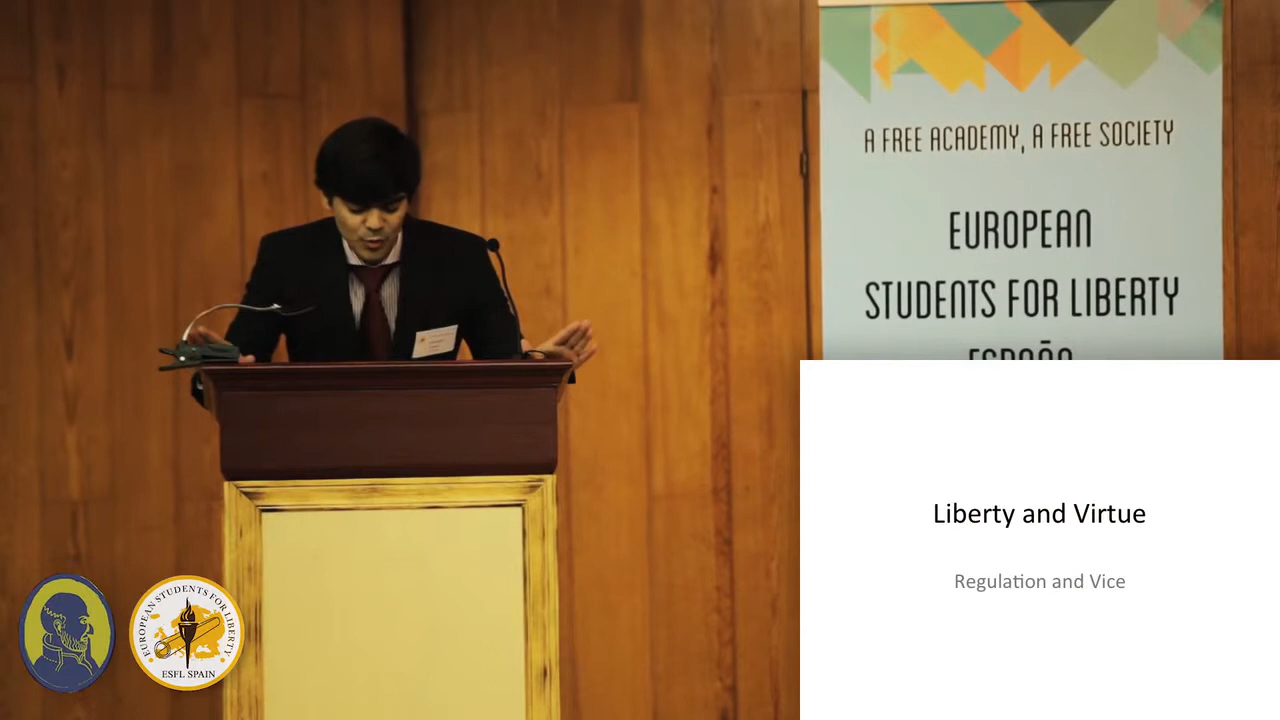 A FREE ACADEMY, A FREE SOCIETY
EUROPEAN
STUDENTS FOR LIBERTY
ESPAÑA
Liberty and Virtue
Regulation and Vice
EUROPEAN STUDENTS FOR LIBERTY
ESFL SPAIN